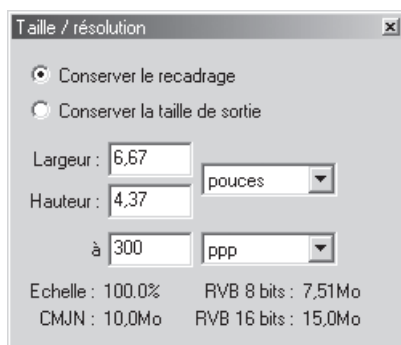 Taille / résolution
Conserver le recadrage
Conserver la taille de sortie
Largeur : 6,67
pouces
Hauteur : 4,37
à 300 ppp
Echelle : 100.0% RVB 8 bits : 7,51Mo
CMJN : 10,0Mo RVB 16 bits : 15,0Mo